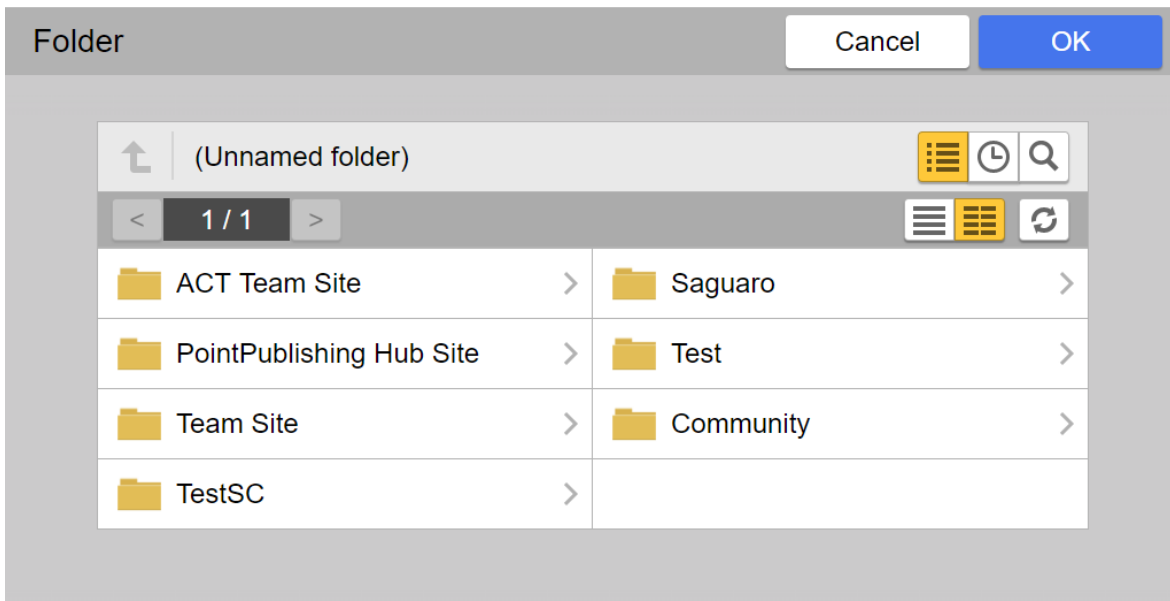 Folder
Cancel
OK
(Unnamed folder)
< 1 / 1 >
ACT Team Site
Saguaro
PointPublishing Hub Site
Test
Team Site
Community
TestSC